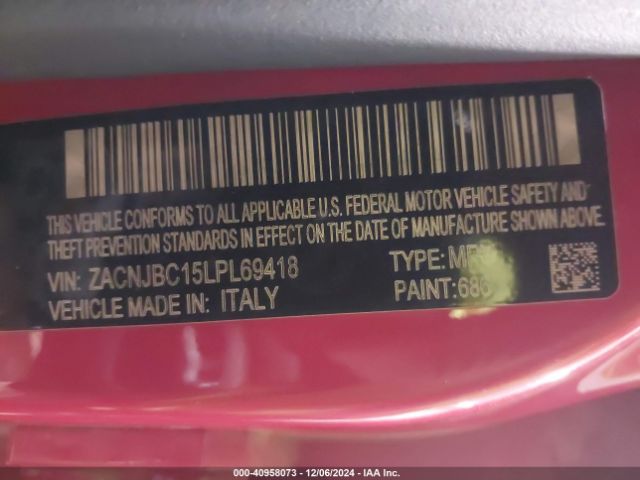 THIS VEHICLE CONFORMS TO ALL APPLICABLE U.S. FEDERAL MOTOR VEHICLE SAFETY AND
THEFT PREVENTION STANDARDS IN EFFECT ON THE DATE OF MANUFACTURE SHOWN ABOVE.
VIN: ZACNJBC15LPL69418 TYPE:
VEHICLE MADE IN: ITALY PAINT:
000-40958073 - 12/06/2024 - IAA Inc.